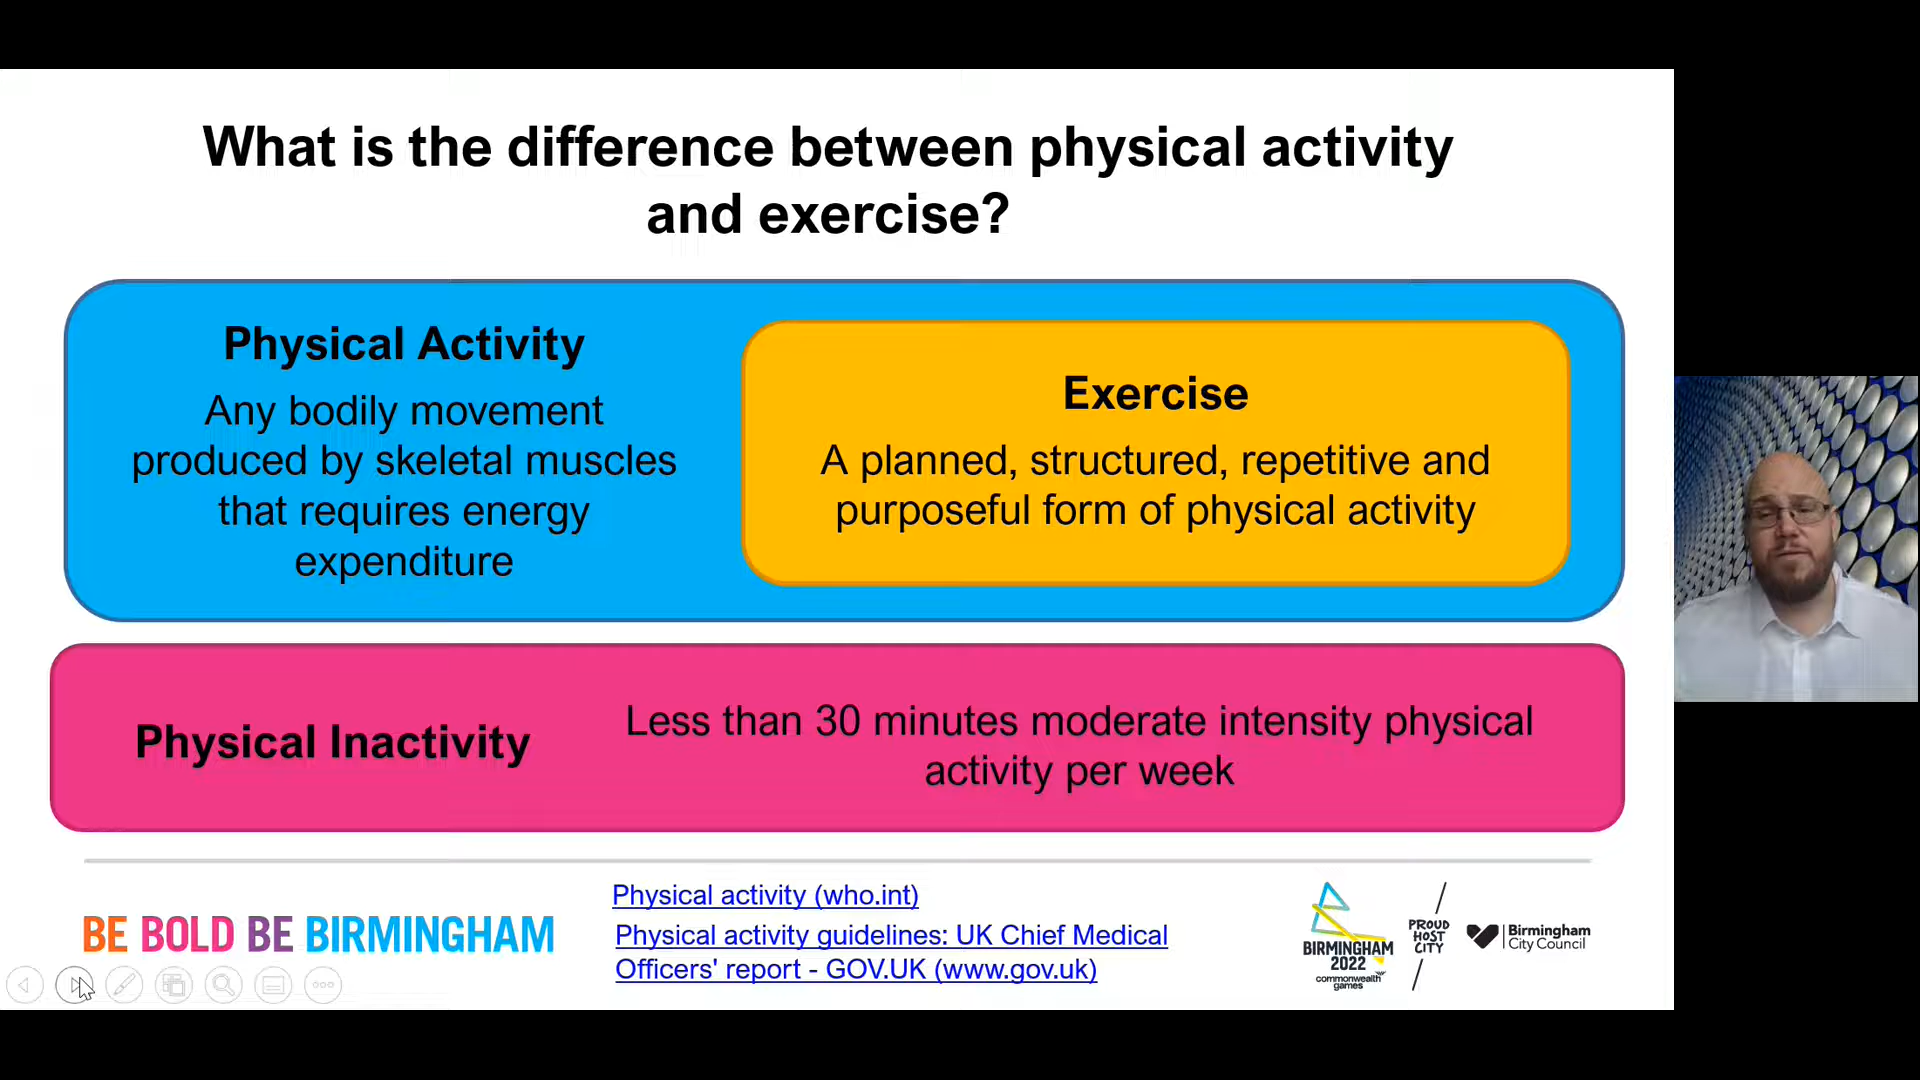 What is the difference between physical activity
and exercise?
Physical Activity
Any bodily movement
produced by skeletal muscles
that requires energy
expenditure
Exercise
A planned, structured, repetitive and
purposeful form of physical activity
Physical Inactivity
Less than 30 minutes moderate intensity physical
activity per week
BE BOLD BE BIRMINGHAM
Physical activity (who.int)
Physical activity guidelines: UK Chief Medical
Officers' report - GOV.UK (www.gov.uk)
BIRMINGHAM
2022
commonwealth
games
PROUD
HOST
CITY
Birmingham
City Council